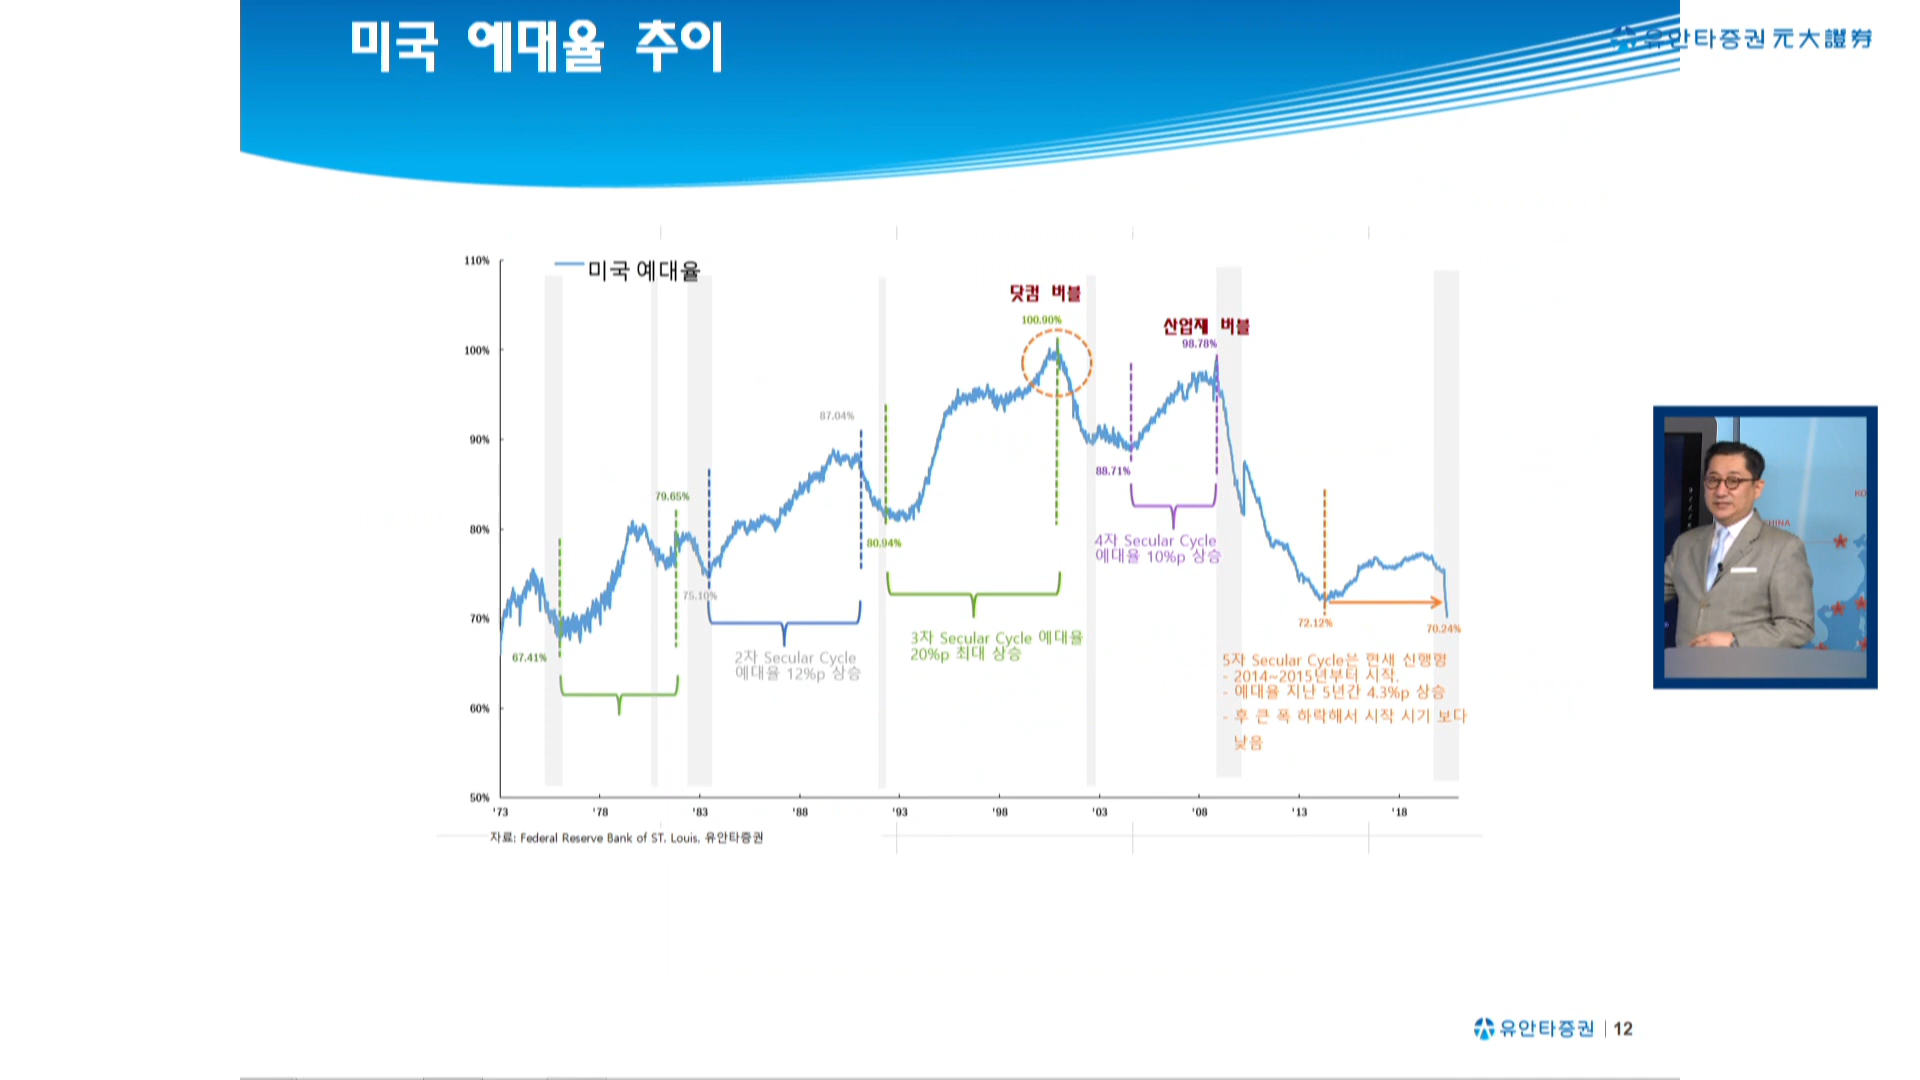 미국 예대율 추이
유안타증권 元大證券
미국 예대율
110%
100%
90%
80%
70%
60%
50%
닷컴 버블
100.90%
산업재 버블
98.78%
87.04%
79.65%
88.71%
80.94%
75.10%
67.41%
72.12%
70.24%
2차 Secular Cycle
예대율 12%p 상승
3차 Secular Cycle 예대율
20%p 최대 상승
4차 Secular Cycle
예대율 10%p 상승
5차 Secular Cycle은 현세 선행형
- 2014~2015년부터 시작.
- 예대율 지난 5년간 4.3%p 상승
- 후 큰 폭 하락해서 시작 시기 보다
낮음
'73 '78 '83 '88 '93 '98 '03 '08 '13 '18
자료: Federal Reserve Bank of ST. Louis, 유안타증권
CHINA
유안타증권 | 12